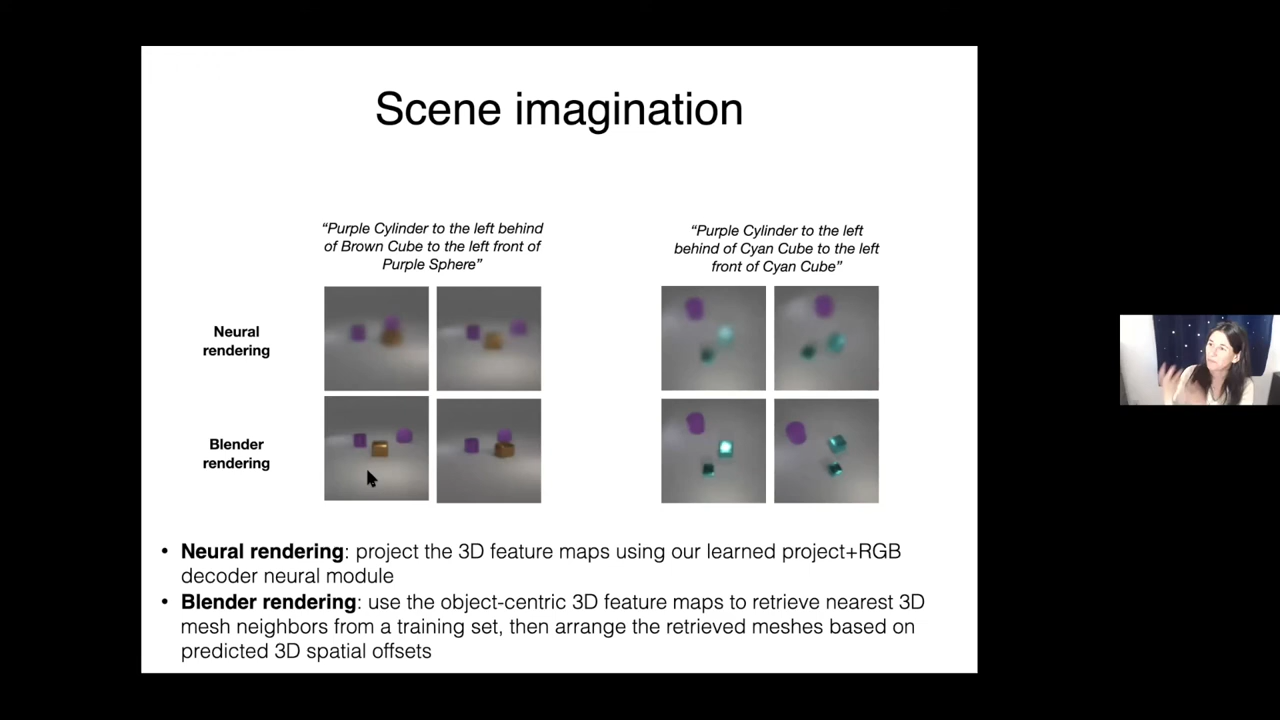 Scene imagination
“Purple Cylinder to the left behind
of Brown Cube to the left front of
Purple Sphere”
“Purple Cylinder to the left
behind of Cyan Cube to the left
front of Cyan Cube”
Neural
rendering
Blender
rendering
• Neural rendering: project the 3D feature maps using our learned project+RGB
decoder neural module
• Blender rendering: use the object-centric 3D feature maps to retrieve nearest 3D
mesh neighbors from a training set, then arrange the retrieved meshes based on
predicted 3D spatial offsets